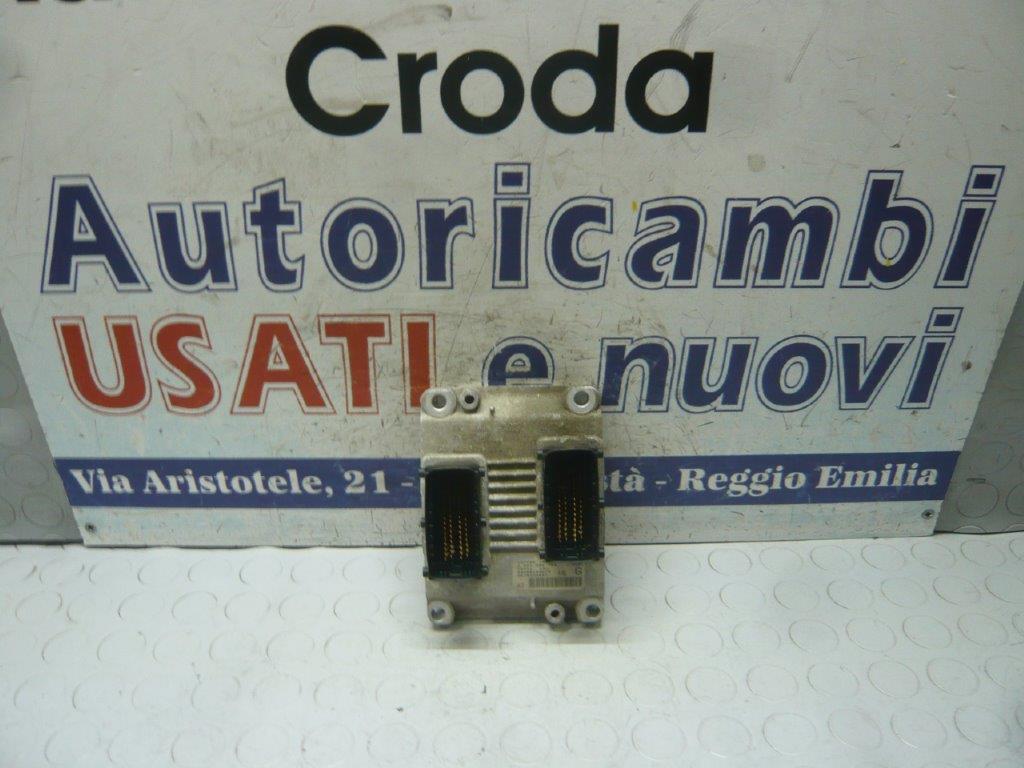 Croda
Autoricambi
USATI e nuovi
Via Aristotele, 21 - stà - Reggio Emilia